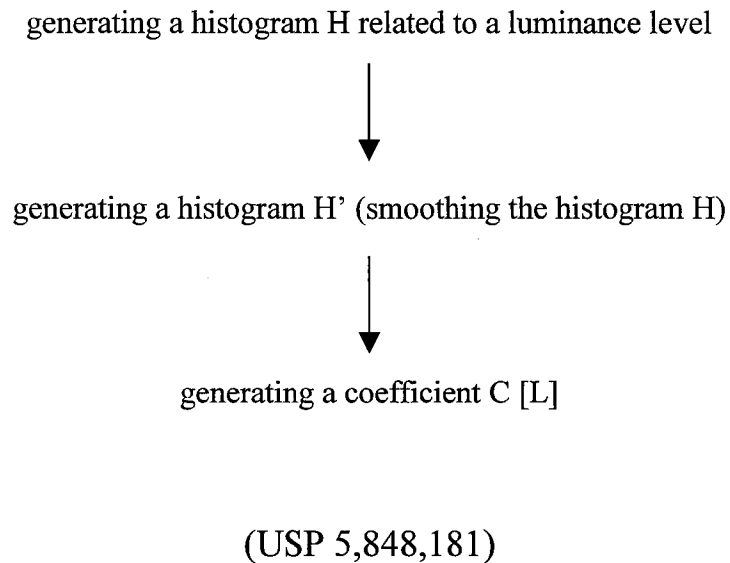 generating a histogram H related to a luminance level
generating a histogram H’ (smoothing the histogram H)
generating a coefficient C [L]
(USP 5,848,181)